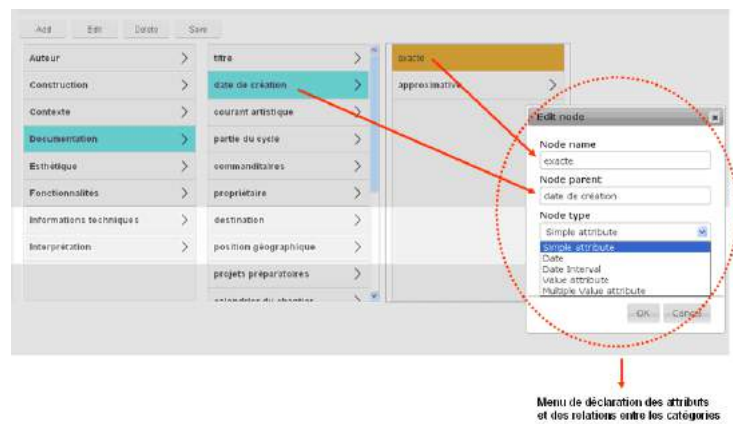 Add Edit Delete Save
Auteur
Construction
Contexte
Documentation
Esthétique
Fonctionnalités
Informations techniques
Interprétation
titre
date de création
courant artistique
partie du cycle
commanditaires
propriétaire
destination
position géographique
projets préparatoires
calendrier du chantier
exacte
approximative
Edit node
Node name
exacte
Node parent
date de création
Node type
Simple attribute
Simple attribute
Date
Date Interval
Value attribute
Multiple Value attribute
OK Cancel
Menu de déclaration des attributs
et des relations entre les catégories